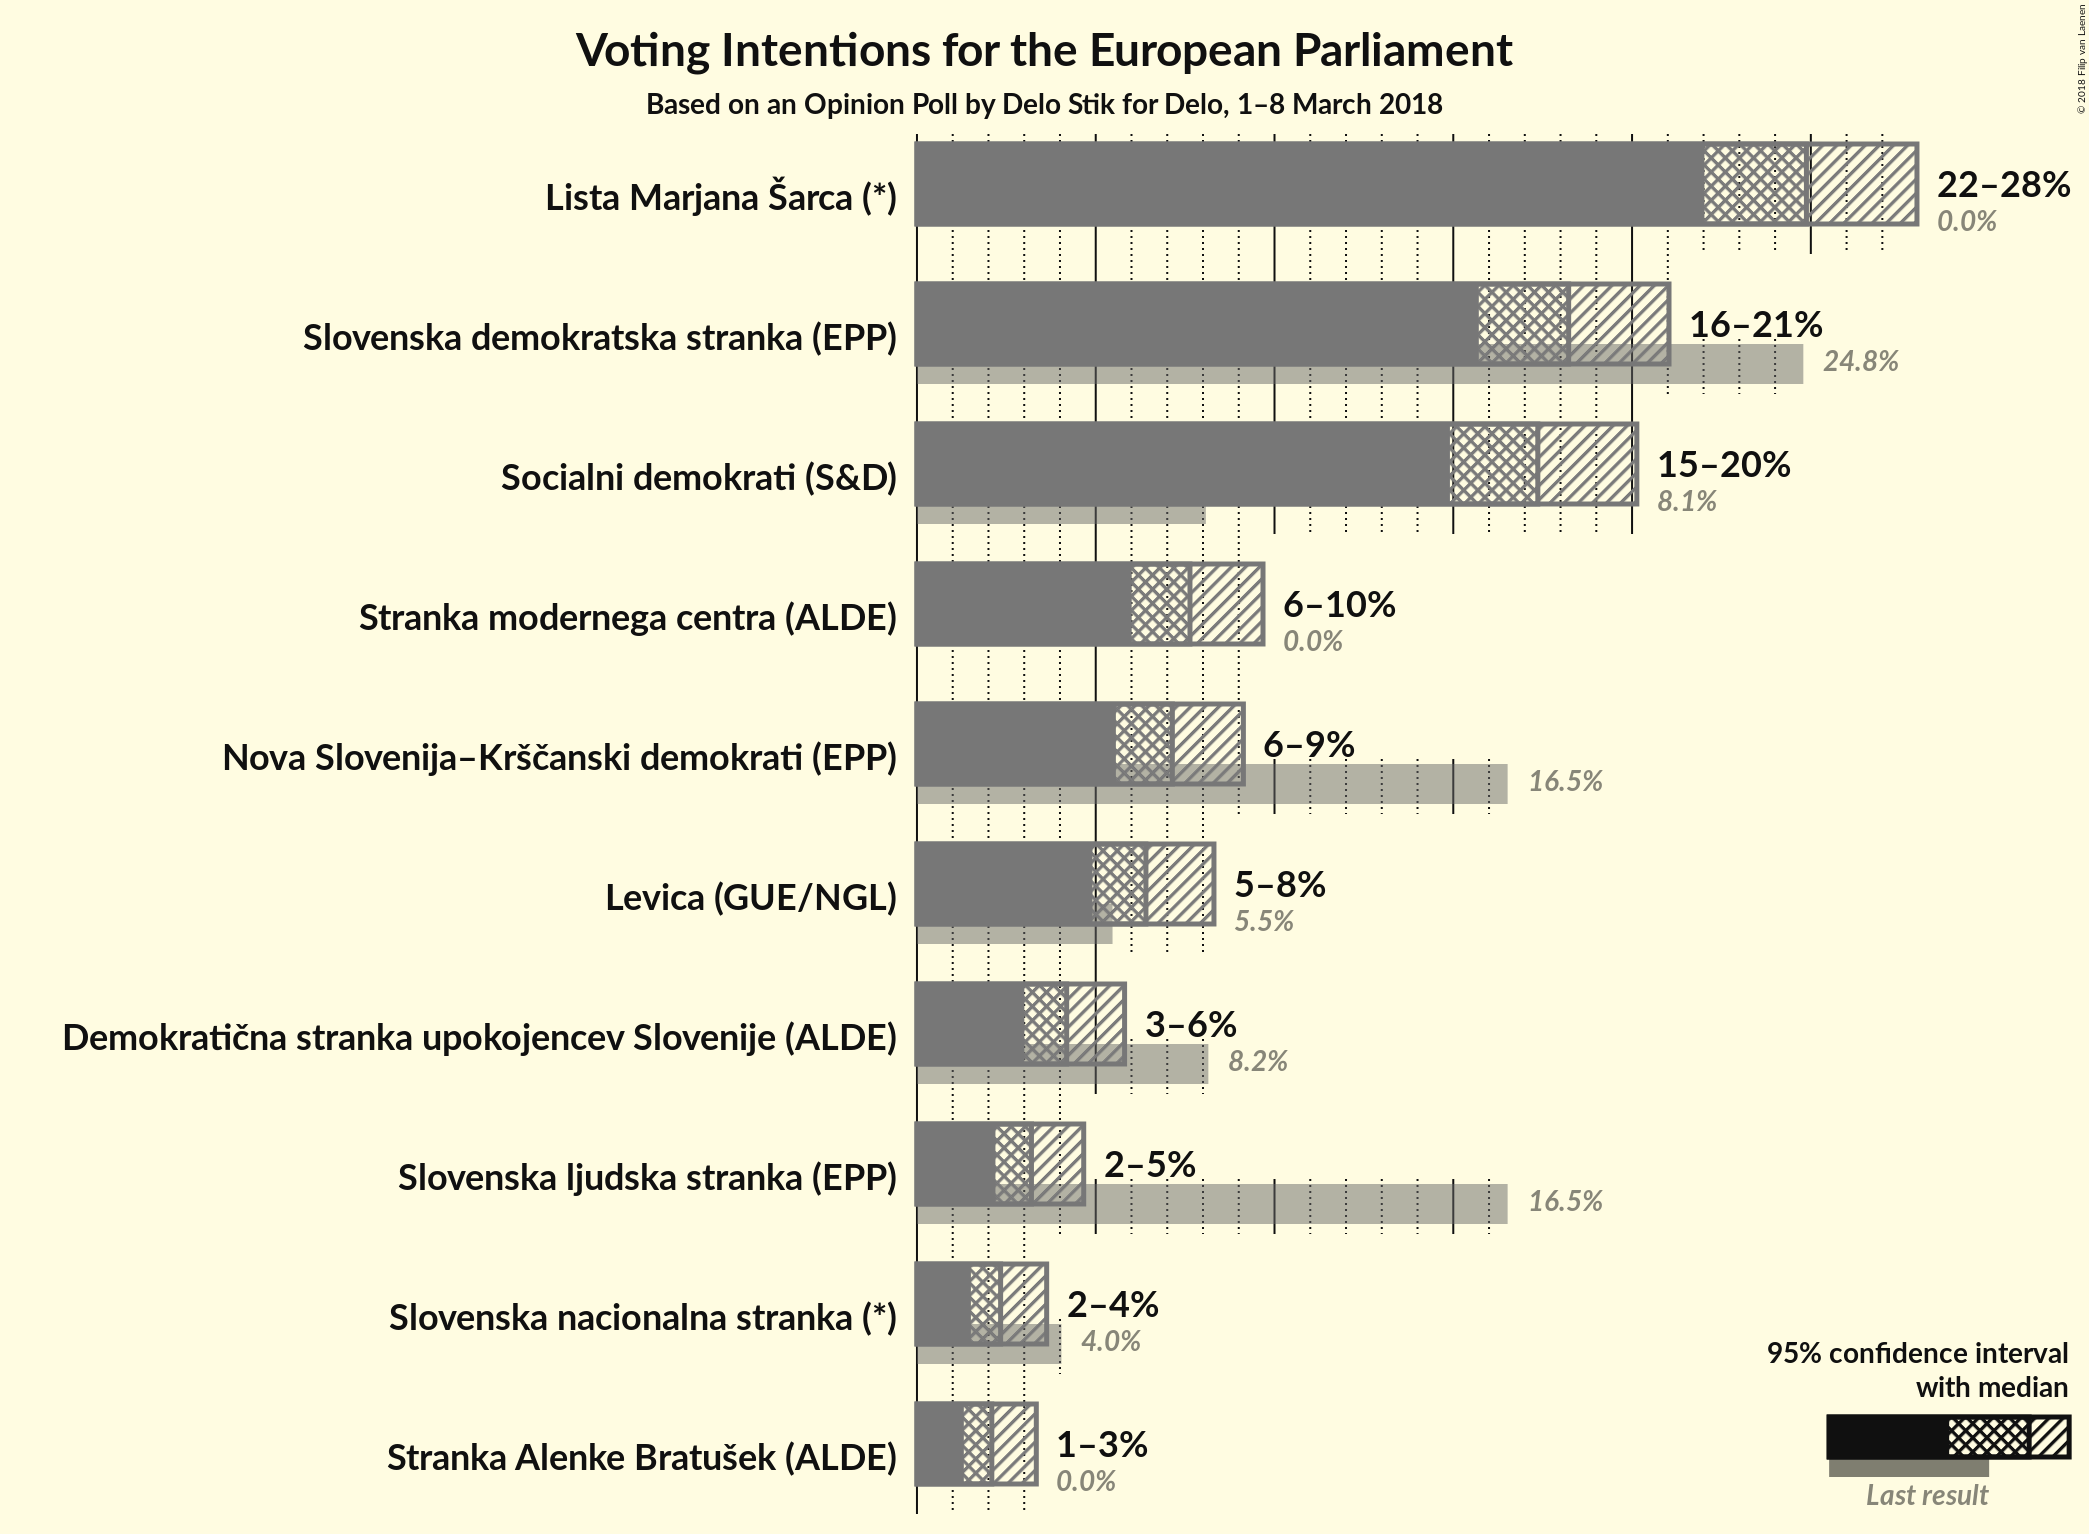 Voting Intentions for the European Parliament
Based on an Opinion Poll by Delo Stik for Delo, 1–8 March 2018
© 2018 Filip van Laenen
Lista Marjana Šarca (*)
22–28%
0.0%
Slovenska demokratska stranka (EPP)
16–21%
24.8%
Socialni demokrati (S&D)
15–20%
8.1%
Stranka modernega centra (ALDE)
6–10%
0.0%
Nova Slovenija–Krščanski demokrati (EPP)
6–9%
16.5%
Levica (GUE/NGL)
5–8%
5.5%
Demokratična stranka upokojencev Slovenije (ALDE)
3–6%
8.2%
Slovenska ljudska stranka (EPP)
2–5%
16.5%
Slovenska nacionalna stranka (*)
2–4%
4.0%
Stranka Alenke Bratušek (ALDE)
1–3%
0.0%
95% confidence interval
with median
Last result